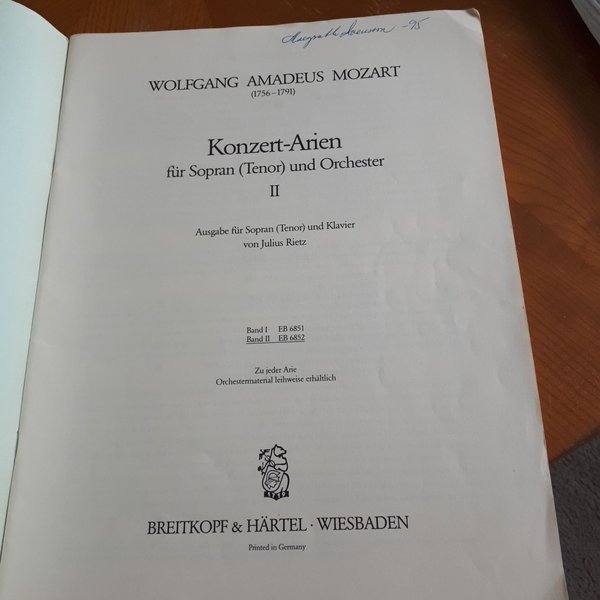 -95
WOLFGANG AMADEUS MOZART
(1756–1791)
Konzert-Arien
für Sopran (Tenor) und Orchester
II
Ausgabe für Sopran (Tenor) und Klavier
von Julius Rietz
Band I EB 6851
Band II EB 6852
Zu jeder Arie
Orchestermaterial leihweise erhältlich
BREITKOPF & HÄRTEL · WIESBADEN
Printed in Germany